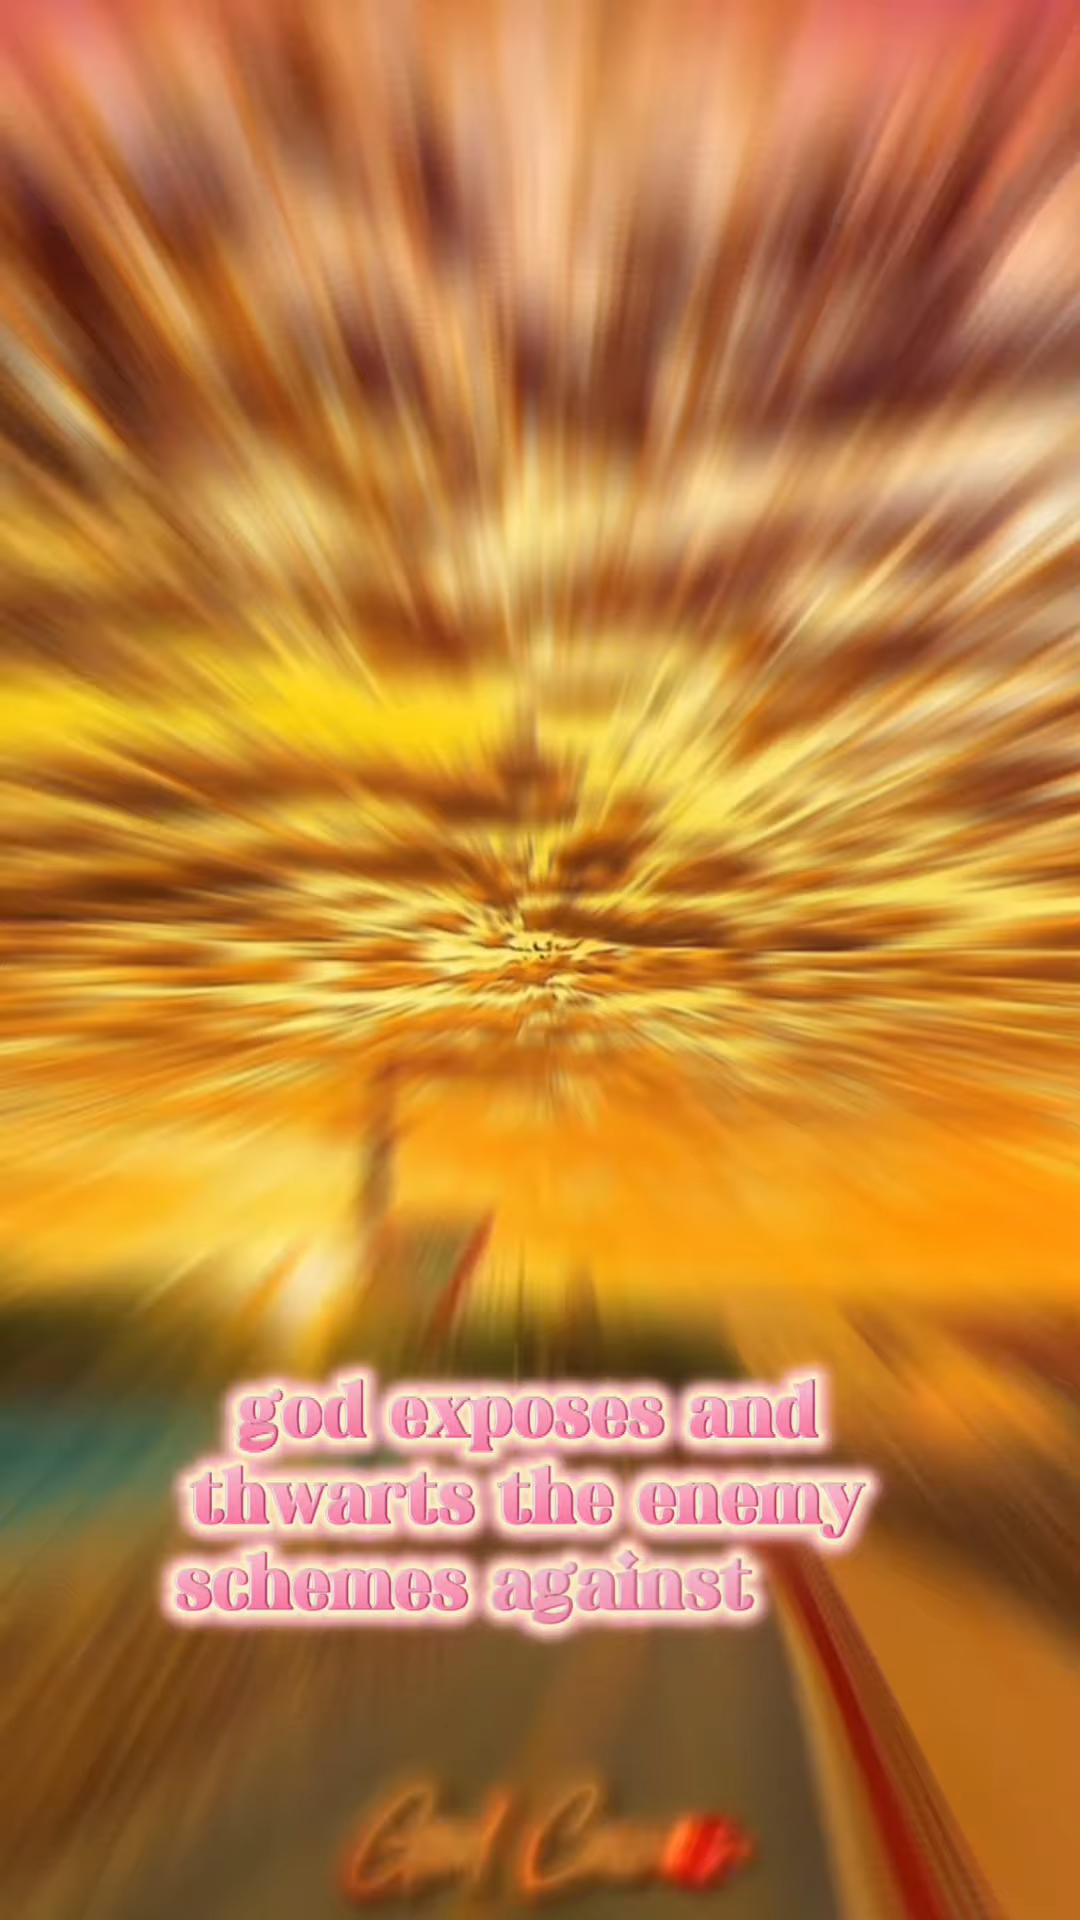 god exposes and
thwarts the enemy
schemes against